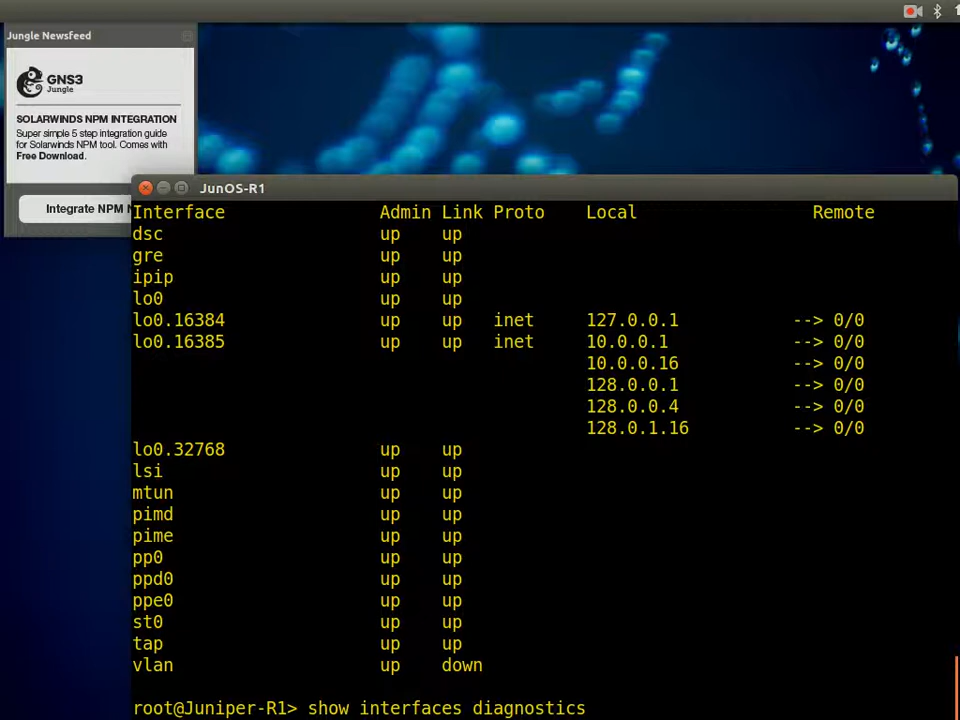 Jungle Newsfeed
GNS3
Jungle
SOLARWINDS NPM INTEGRATION
Super simple 5 step integration guide
for Solarwinds NPM tool. Comes with
Free Download.
Integrate NPM
JunOS-R1
Interface Admin Link Proto Local Remote
dsc up up
gre up up
ipip up up
lo0 up up
lo0.16384 up up inet 127.0.0.1 --> 0/0
lo0.16385 up up inet 10.0.0.1 --> 0/0
10.0.0.16 --> 0/0
128.0.0.1 --> 0/0
128.0.0.4 --> 0/0
128.0.1.16 --> 0/0
lo0.32768 up up
lsi up up
mtun up up
pimd up up
pime up up
pp0 up up
ppd0 up up
ppe0 up up
st0 up up
tap up up
vlan up down
root@Juniper-R1> show interfaces diagnostics